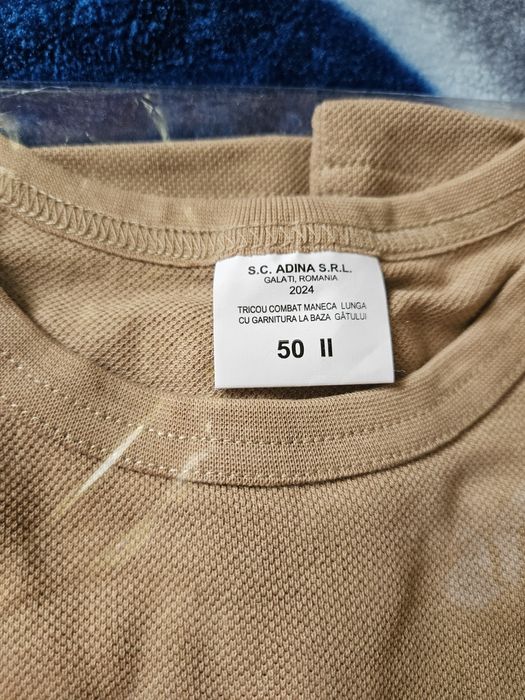 S.C. ADINA S.R.L.
GALATI, ROMANIA
2024
TRICOU COMBAT MANECA LUNGA
CU GARNITURA LA BAZA GÂTULUI
50 II